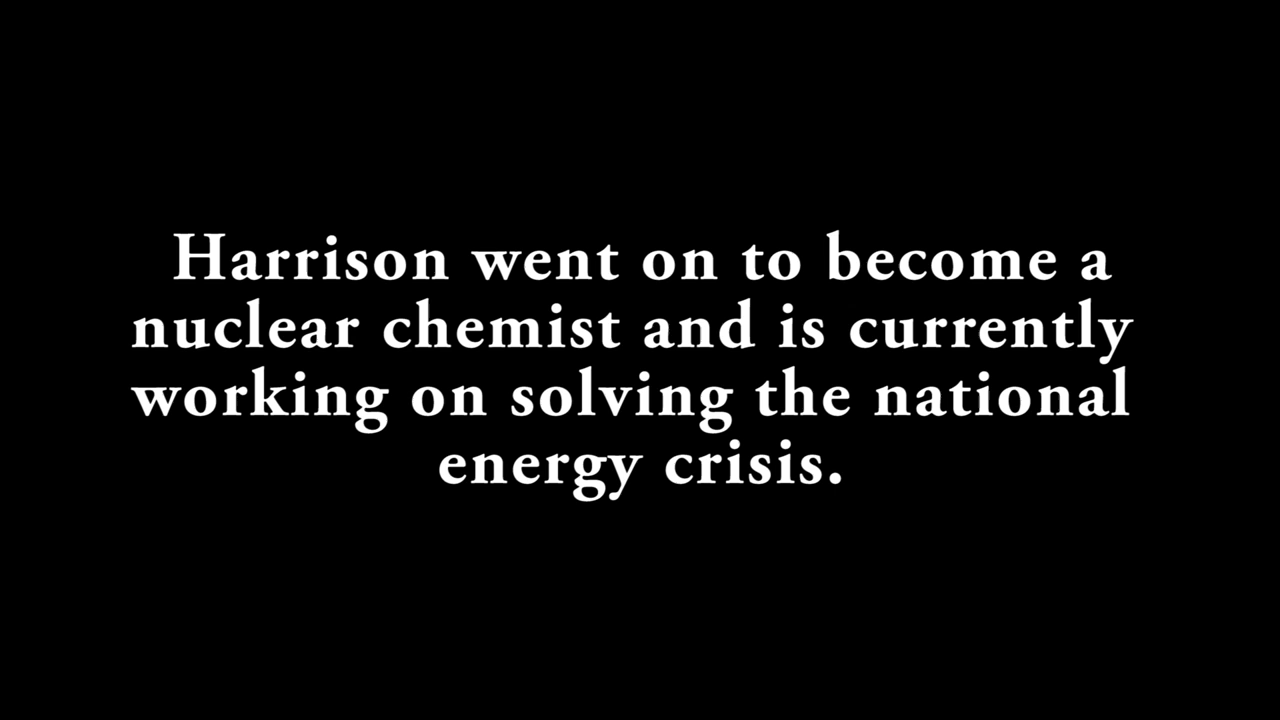 Harrison went on to become a
nuclear chemist and is currently
working on solving the national
energy crisis.